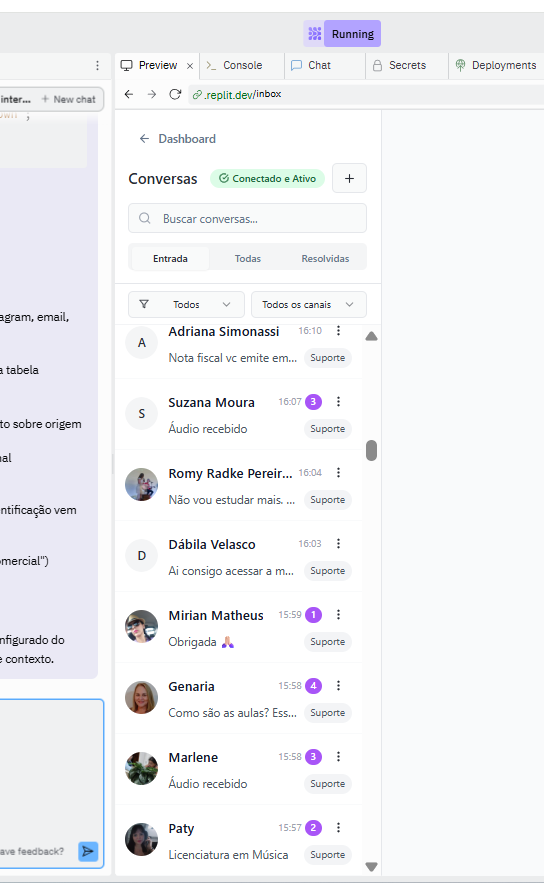 Running
Preview × Console Chat Secrets Deployments
inter... + New chat
.replit.dev/inbox
Dashboard
Conversas Conectado e Ativo +
Buscar conversas...
Entrada Todas Resolvidas
Todos Todos os canais
A Adriana Simonassi 16:10
Nota fiscal vc emite em... Suporte
S Suzana Moura 16:07 3
Áudio recebido Suporte
Romy Radke Pereir... 16:04
Não vou estudar mais. ... Suporte
D Dábila Velasco 16:03
Ai consigo acessar a m... Suporte
Mirian Matheus 15:59 1
Obrigada 🙏🏼 Suporte
Genaria 15:58 4
Como são as aulas? Ess... Suporte
Marlene 15:58 3
Áudio recebido Suporte
Paty 15:57 2
Licenciatura em Música Suporte
agram, email,
a tabela
to sobre origem
nal
ntificação vem
mercial")
nfigurado do
e contexto.
ave feedback?